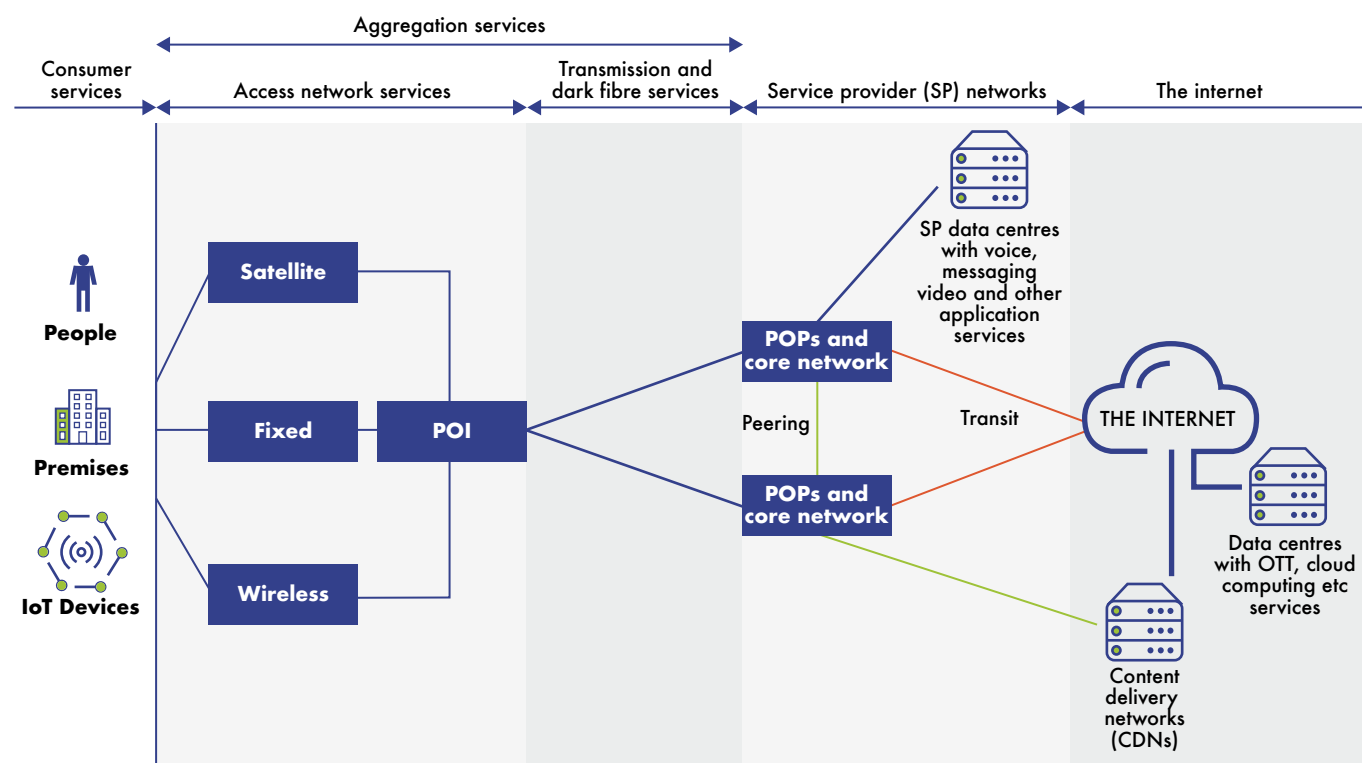 Aggregation services
Consumer
services
Access network services
Transmission and
dark fibre services
Service provider (SP) networks
The internet
People
Premises
IoT Devices
Satellite
Fixed
Wireless
POI
POPs and
core network
Peering
POPs and
core network
SP data centres
with voice,
messaging
video and other
application
services
Transit
THE INTERNET
Data centres
with OTT, cloud
computing etc
services
Content
delivery
networks
(CDNs)